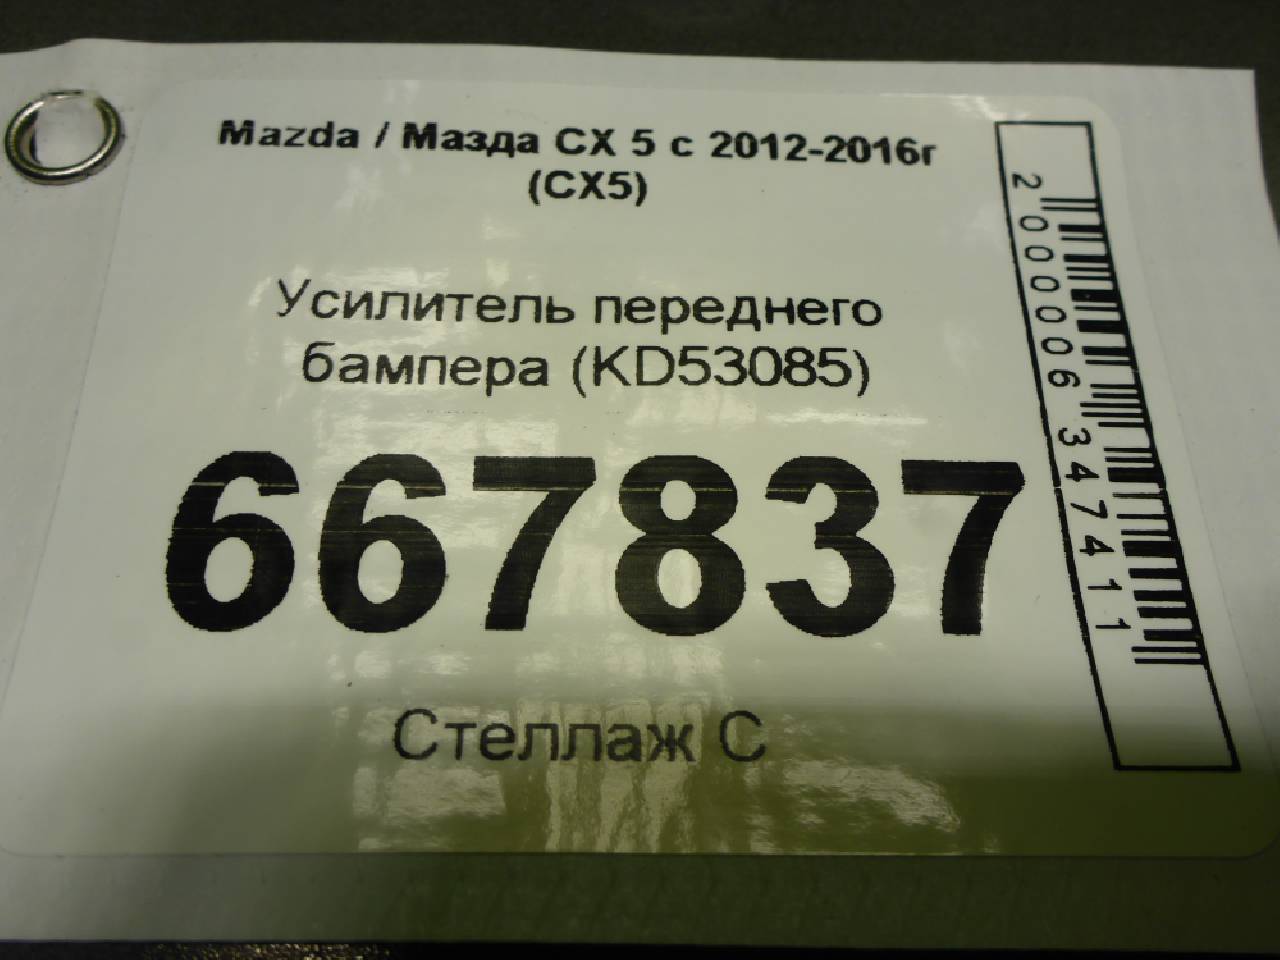 Mazda / Мазда CX 5 с 2012-2016г
(CX5)
Усилитель переднего
бампера (KD53085)
667837
Стеллаж С
2000006347411